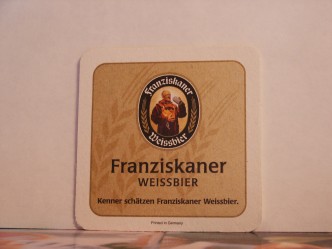 Franziskaner
Weissbier
Franziskaner
WEISSBIER
Kenner schätzen Franziskaner Weissbier.
Printed in Germany